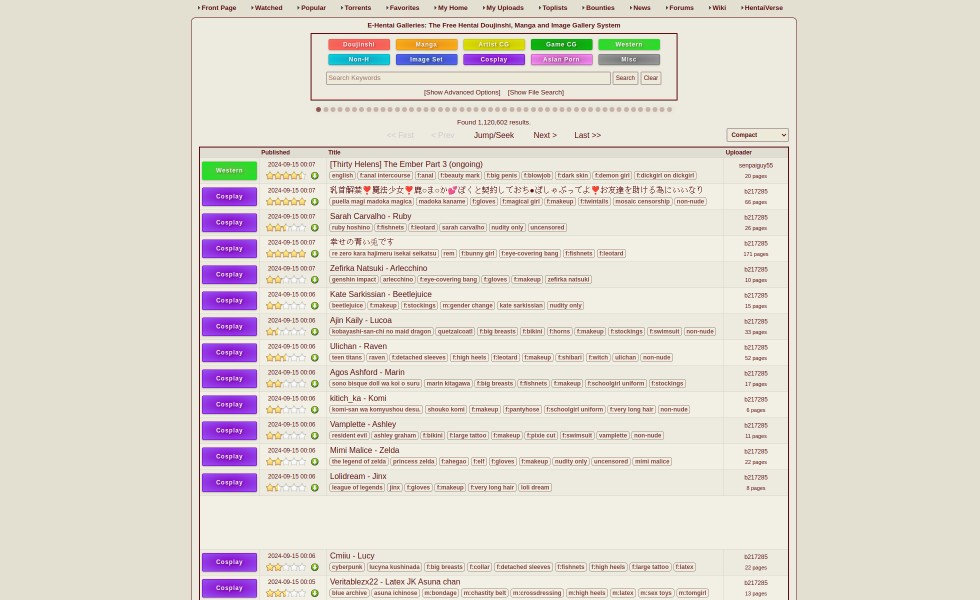 Front Page Watched Popular Torrents Favorites My Home My Uploads Toplists Bounties News Forums Wiki HentaiVerse
E-Hentai Galleries: The Free Hentai Doujinshi, Manga and Image Gallery System
Doujinshi Manga Artist CG Game CG Western
Non-H Image Set Cosplay Asian Porn Misc
Search Keywords Search Clear
[Show Advanced Options] [Show File Search]
Found 1,120,602 results.
<< First < Prev Jump/Seek Next > Last >> Compact
Published Title Uploader
Western 2024-09-15 00:07 [Thirty Helens] The Ember Part 3 (ongoing) senpaiguy55
english f:anal intercourse f:anal f:beauty mark f:big penis f:blowjob f:dark skin f:demon girl f:dickgirl on dickgirl 20 pages
Cosplay 2024-09-15 00:07 乳首解禁❣️魔法少女❣️鹿○ま○か💕ぼくと契約しておち●ぽしゃぶってよ❣️お友達を助ける為にいいなり b217285
puella magi madoka magica madoka kaname f:gloves f:magical girl f:makeup f:twintails mosaic censorship non-nude 66 pages
Cosplay 2024-09-15 00:07 Sarah Carvalho - Ruby b217285
ruby hoshino f:fishnets f:leotard sarah carvalho nudity only uncensored 26 pages
Cosplay 2024-09-15 00:07 幸せの青い兎です b217285
re zero kara hajimeru isekai seikatsu rem f:bunny girl f:eye-covering bang f:fishnets f:leotard 171 pages
Cosplay 2024-09-15 00:07 Zefirka Natsuki - Arlecchino b217285
genshin impact arlecchino f:eye-covering bang f:gloves f:makeup zefirka natsuki 10 pages
Cosplay 2024-09-15 00:06 Kate Sarkissian - Beetlejuice b217285
beetlejuice f:makeup f:stockings m:gender change kate sarkissian nudity only 15 pages
Cosplay 2024-09-15 00:06 Ajin Kaily - Lucoa b217285
kobayashi-san-chi no maid dragon quetzalcoatl f:big breasts f:bikini f:horns f:makeup f:stockings f:swimsuit non-nude 33 pages
Cosplay 2024-09-15 00:06 Ulichan - Raven b217285
teen titans raven f:detached sleeves f:high heels f:leotard f:makeup f:shibari f:witch ulichan non-nude 52 pages
Cosplay 2024-09-15 00:06 Agos Ashford - Marin b217285
sono bisque doll wa koi o suru marin kitagawa f:big breasts f:fishnets f:makeup f:schoolgirl uniform f:stockings 17 pages
Cosplay 2024-09-15 00:06 kitich_ka - Komi b217285
komi-san wa komyushou desu. shouko komi f:makeup f:pantyhose f:schoolgirl uniform f:very long hair non-nude 6 pages
Cosplay 2024-09-15 00:06 Vamplette - Ashley b217285
resident evil ashley graham f:bikini f:large tattoo f:makeup f:pixie cut f:swimsuit vamplette non-nude 11 pages
Cosplay 2024-09-15 00:06 Mimi Malice - Zelda b217285
the legend of zelda princess zelda f:ahegao f:elf f:gloves f:makeup nudity only uncensored mimi malice 22 pages
Cosplay 2024-09-15 00:06 Lolidream - Jinx b217285
league of legends jinx f:gloves f:makeup f:very long hair loli dream 8 pages
Cosplay 2024-09-15 00:06 Cmiiu - Lucy b217285
cyberpunk lucyna kushinada f:big breasts f:collar f:detached sleeves f:fishnets f:high heels f:large tattoo f:latex 22 pages
Cosplay 2024-09-15 00:05 Veritablezx22 - Latex JK Asuna chan b217285
blue archive asuna ichinose m:bondage m:chastity belt m:crossdressing m:high heels m:latex m:sex toys m:tomgirl 13 pages